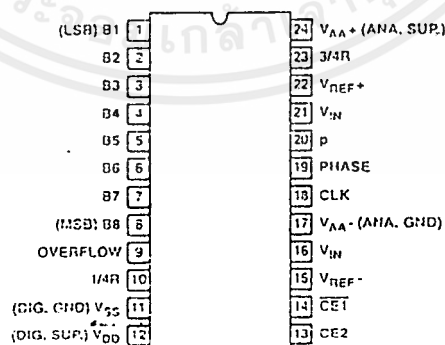 (LSB) B1 1
B2 2
B3 3
B4 4
B5 5
B6 6
B7 7
(MSB) B8 8
OVERFLOW 9
1/4R 10
(DIG. GND) VSS 11
(DIG. SUP.) VDD 12
24 VAA+ (ANA. SUP.)
23 3/4R
22 VREF+
21 VIN
20 p
19 PHASE
18 CLK
17 VAA- (ANA. GND)
16 VIN
15 VREF-
14 CE1
13 CE2